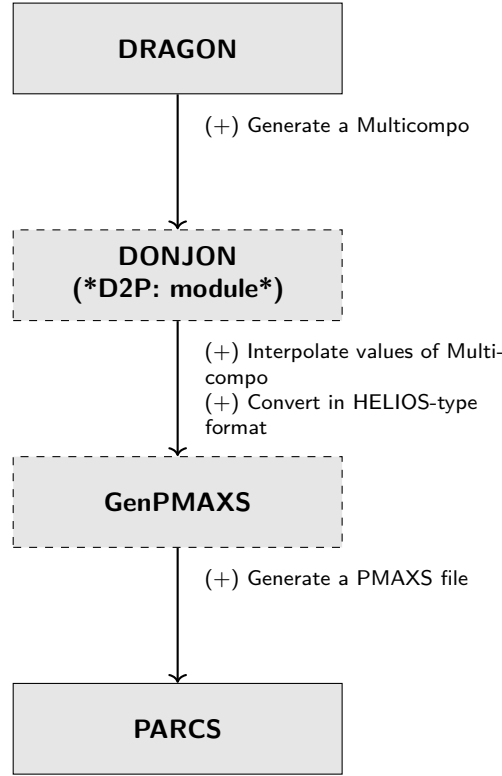 DRAGON
(+) Generate a Multicompo
DONJON
(*D2P: module*)
(+) Interpolate values of Multi-
compo
(+) Convert in HELIOS-type
format
GenPMAXS
(+) Generate a PMAXS file
PARCS